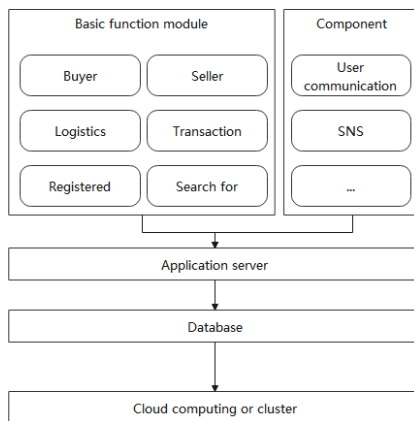 Basic function module
Component
Buyer
Seller
User
communication
Logistics
Transaction
SNS
Registered
Search for
...
Application server
Database
Cloud computing or cluster